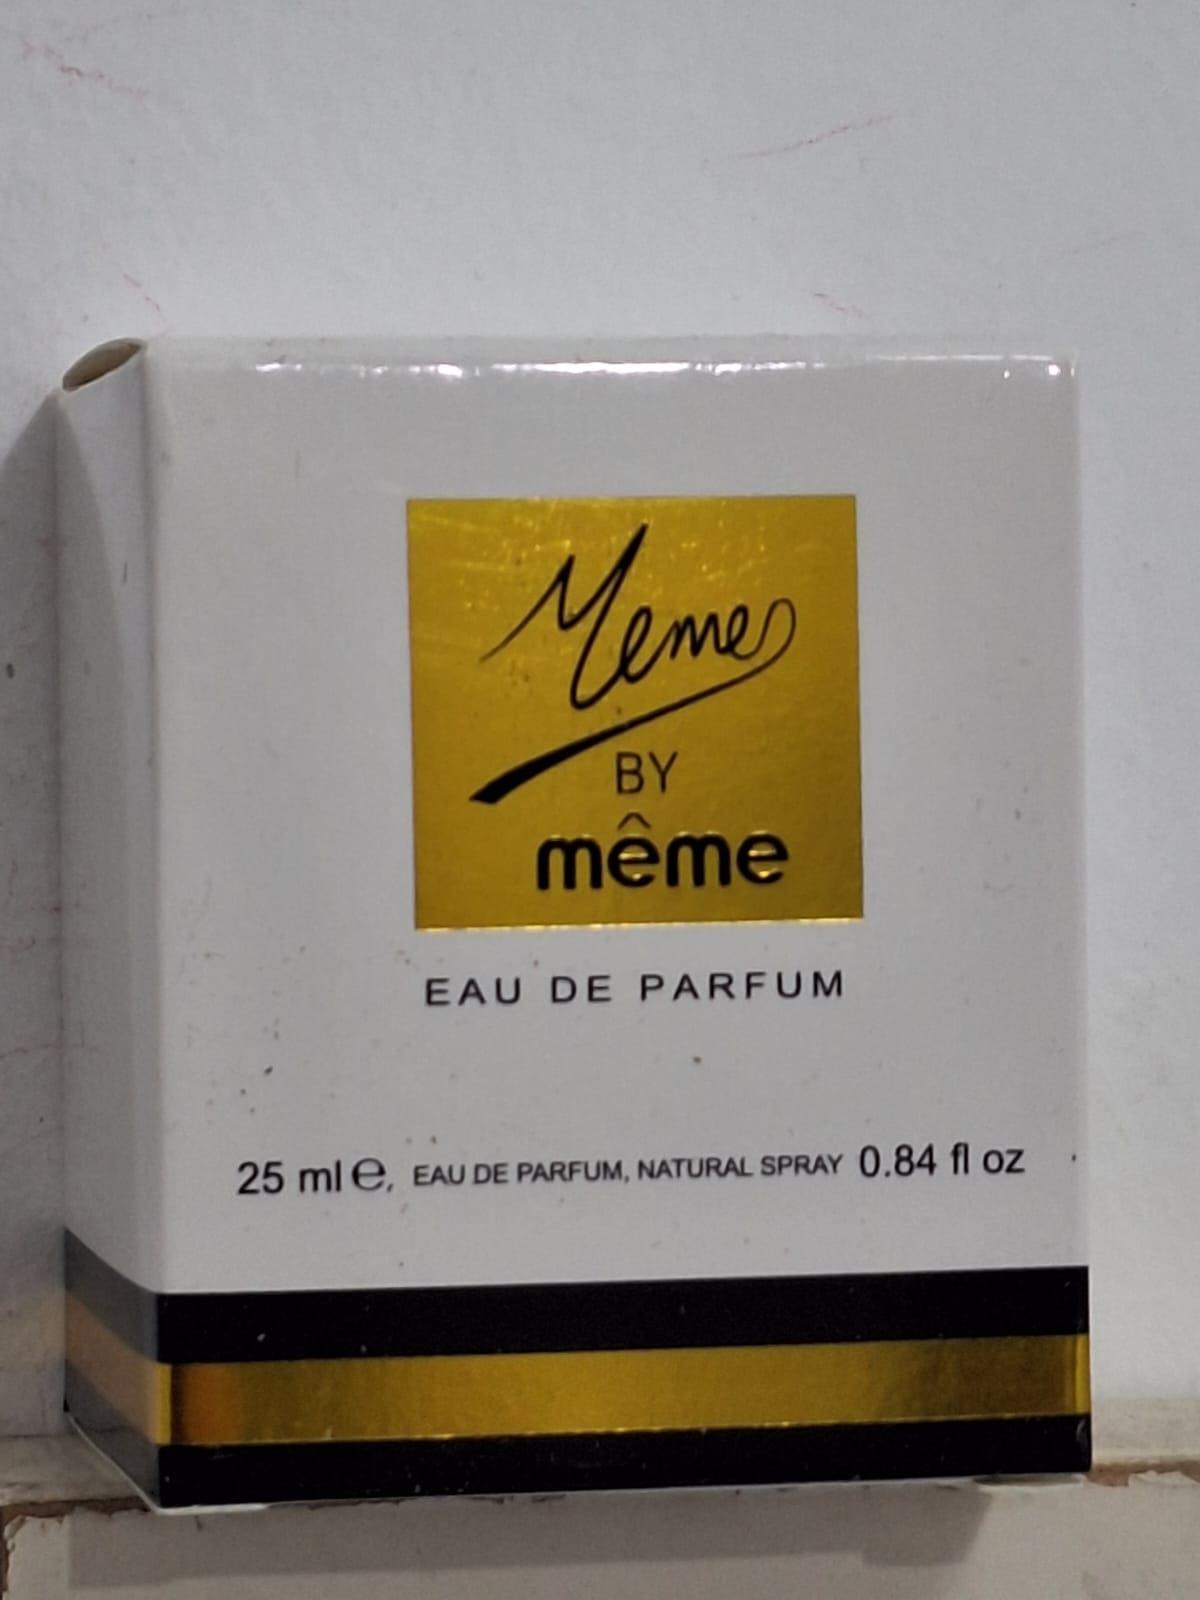 Meme
BY
même
EAU DE PARFUM
25 ml ℮, EAU DE PARFUM, NATURAL SPRAY 0.84 fl oz